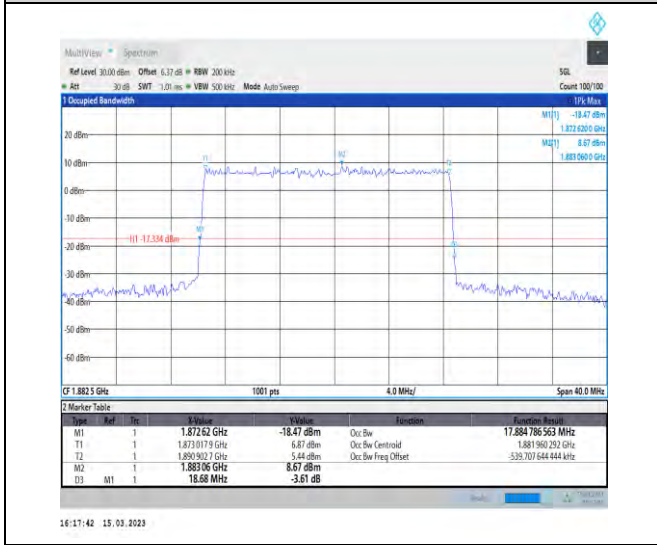 MultiView Spectrum
Ref Level 30.00 dBm Offset 6.37 dB RBW 200 kHz SGL
Att 30 dB SWT 1.01 ms VBW 500 kHz Mode Auto Sweep Count 100/100
1 Occupied Bandwidth 1Pk Max
M1[1] -18.47 dBm
1.872 6200 GHz
M2[1] 8.67 dBm
1.883 0600 GHz
20 dBm
T1 M2 T2
10 dBm
0 dBm
-10 dBm
M1
H1 -17.334 dBm
-20 dBm
-30 dBm
-40 dBm
-50 dBm
-60 dBm
CF 1.882 5 GHz 1001 pts 4.0 MHz/ Span 40.0 MHz
2 Marker Table
Type Ref Trc X-Value Y-Value Function Function Result
M1 1 1.872 62 GHz -18.47 dBm Occ Bw 17.884 786 563 MHz
T1 1 1.873 017 9 GHz 6.87 dBm Occ Bw Centroid 1.881 960 292 GHz
T2 1 1.890 902 7 GHz 5.44 dBm Occ Bw Freq Offset -539.707 644 444 kHz
M2 1 1.883 06 GHz 8.67 dBm
D3 M1 1 18.68 MHz -3.61 dB
16:17:42 15.03.2023